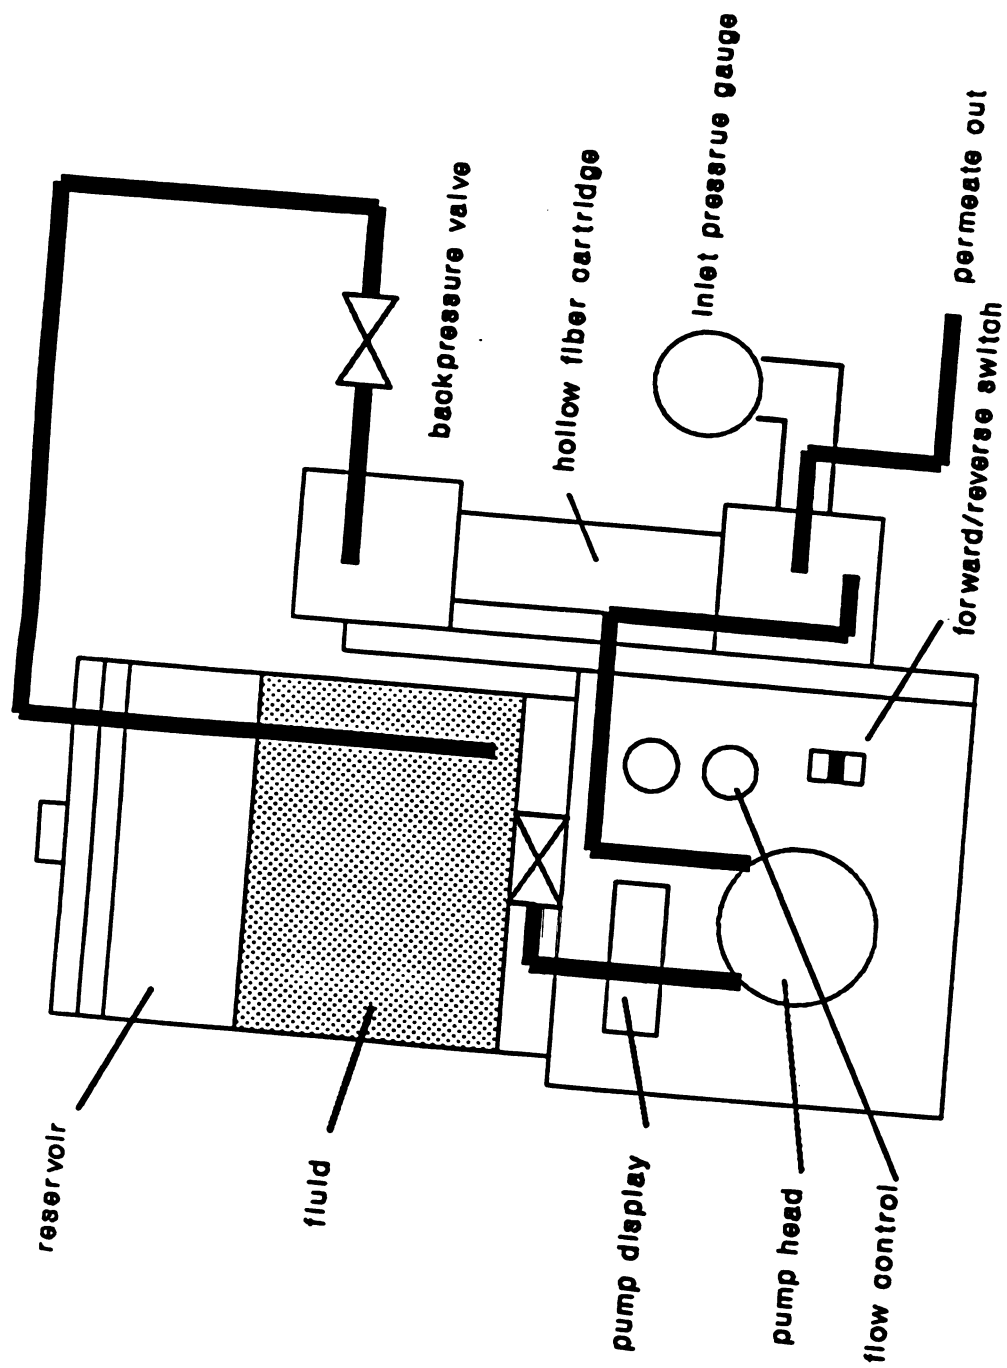 reservoir
fluid
pump display
pump head
flow control
backpressure valve
hollow fiber cartridge
Inlet pressrue gauge
permeate out
forward/reverse switch